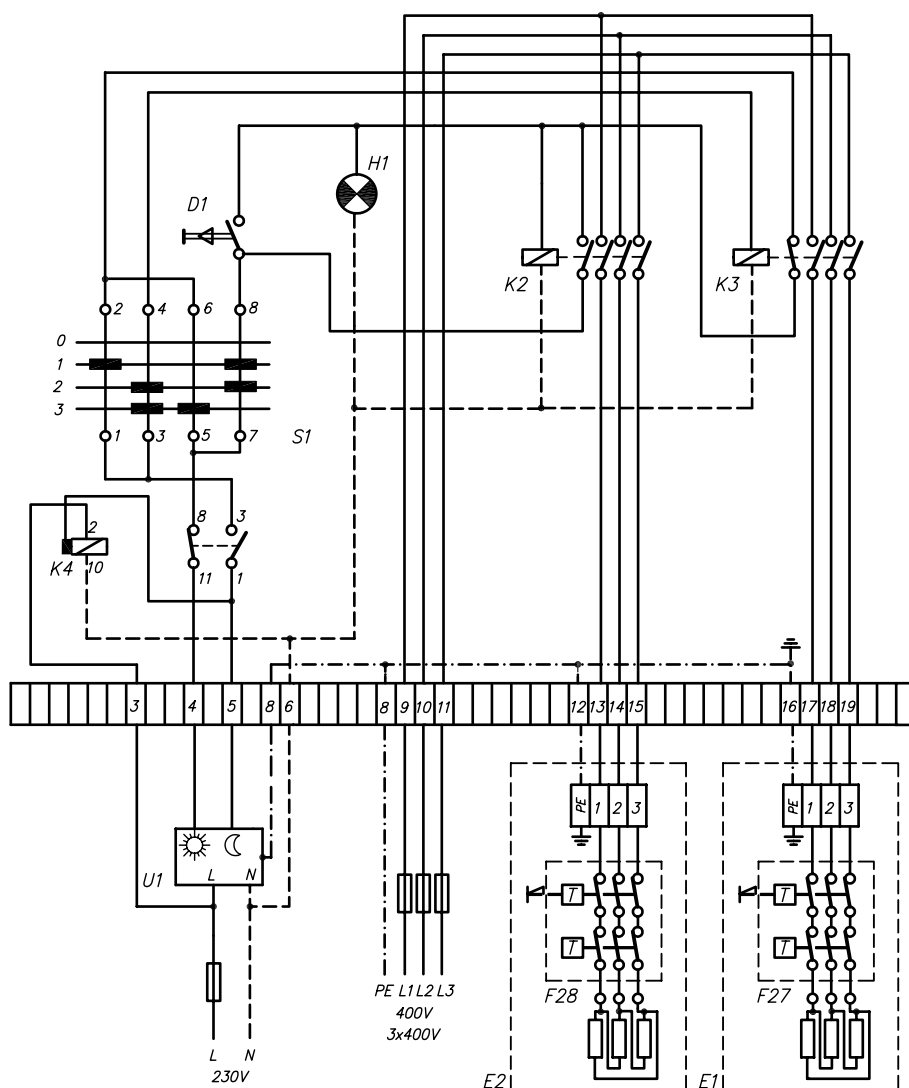 H1
D1
K2
K3
2 4 6 8
0
1
2
3
1 3 5 7
S1
8 3
2
K4 10
11 1
3 4 5 8 6 8 9 10 11 12 13 14 15 16 17 18 19
PE 1 2 3
PE 1 2 3
U1
L N
T
T
T
T
PE L1 L2 L3
400V
3x400V
F28
F27
L N
230V
E2
E1